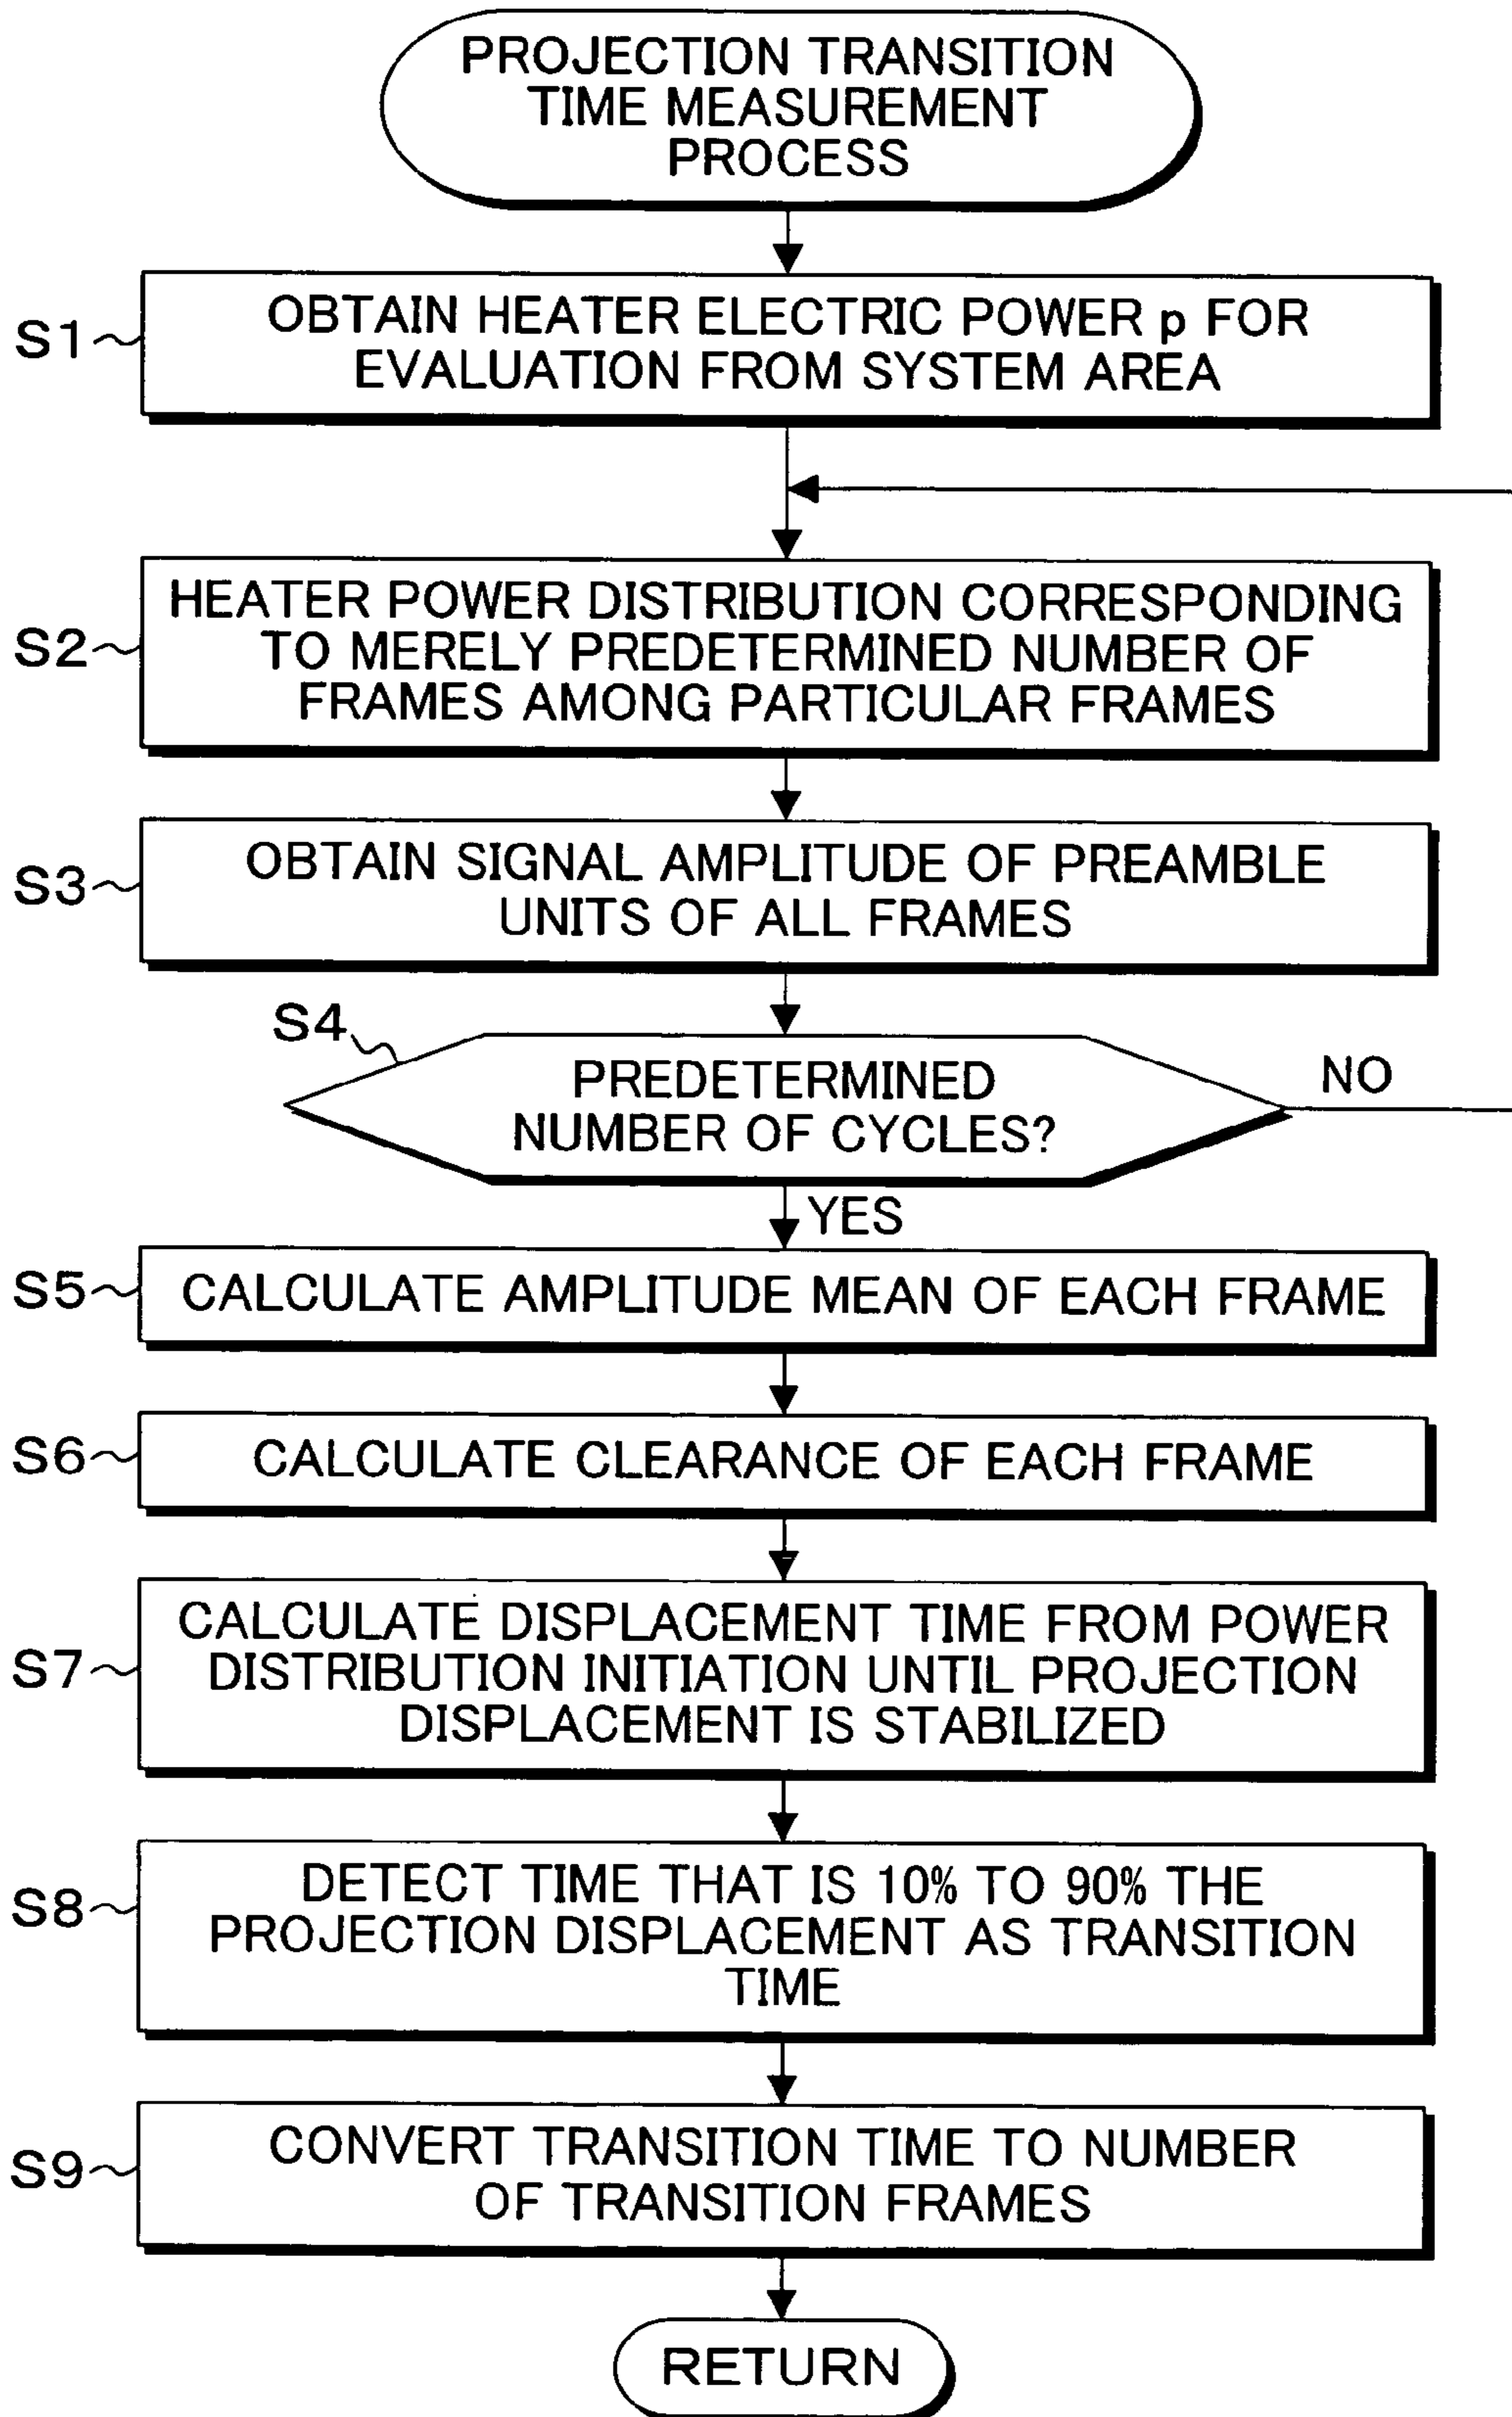 PROJECTION TRANSITION
TIME MEASUREMENT
PROCESS
S1
OBTAIN HEATER ELECTRIC POWER p FOR
EVALUATION FROM SYSTEM AREA
S2
HEATER POWER DISTRIBUTION CORRESPONDING
TO MERELY PREDETERMINED NUMBER OF
FRAMES AMONG PARTICULAR FRAMES
S3
OBTAIN SIGNAL AMPLITUDE OF PREAMBLE
UNITS OF ALL FRAMES
S4
PREDETERMINED
NUMBER OF CYCLES?
NO
YES
S5
CALCULATE AMPLITUDE MEAN OF EACH FRAME
S6
CALCULATE CLEARANCE OF EACH FRAME
S7
CALCULATE DISPLACEMENT TIME FROM POWER
DISTRIBUTION INITIATION UNTIL PROJECTION
DISPLACEMENT IS STABILIZED
S8
DETECT TIME THAT IS 10% TO 90% THE
PROJECTION DISPLACEMENT AS TRANSITION
TIME
S9
CONVERT TRANSITION TIME TO NUMBER
OF TRANSITION FRAMES
RETURN